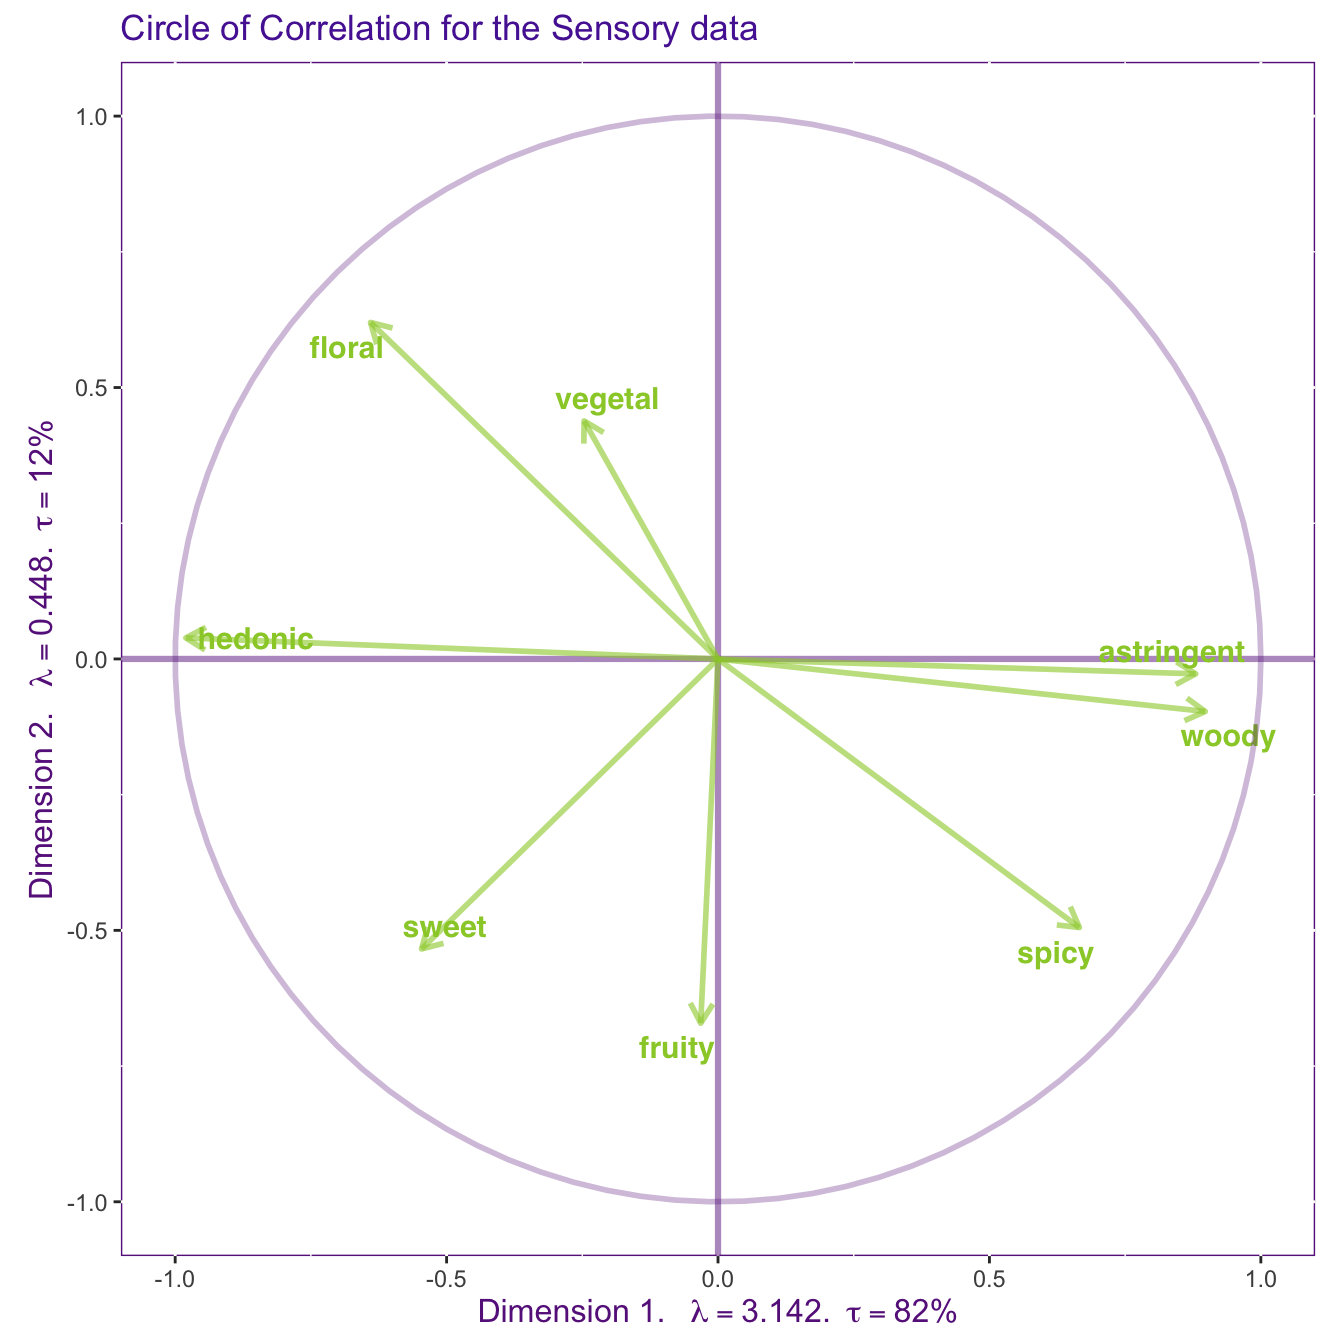 Circle of Correlation for the Sensory data
1.0
0.5
0.0
-0.5
-1.0
Dimension 2. λ = 0.448. τ = 12%
floral
vegetal
hedonic
astringent
woody
sweet
spicy
fruity
-1.0
-0.5
0.0
0.5
1.0
Dimension 1. λ = 3.142. τ = 82%